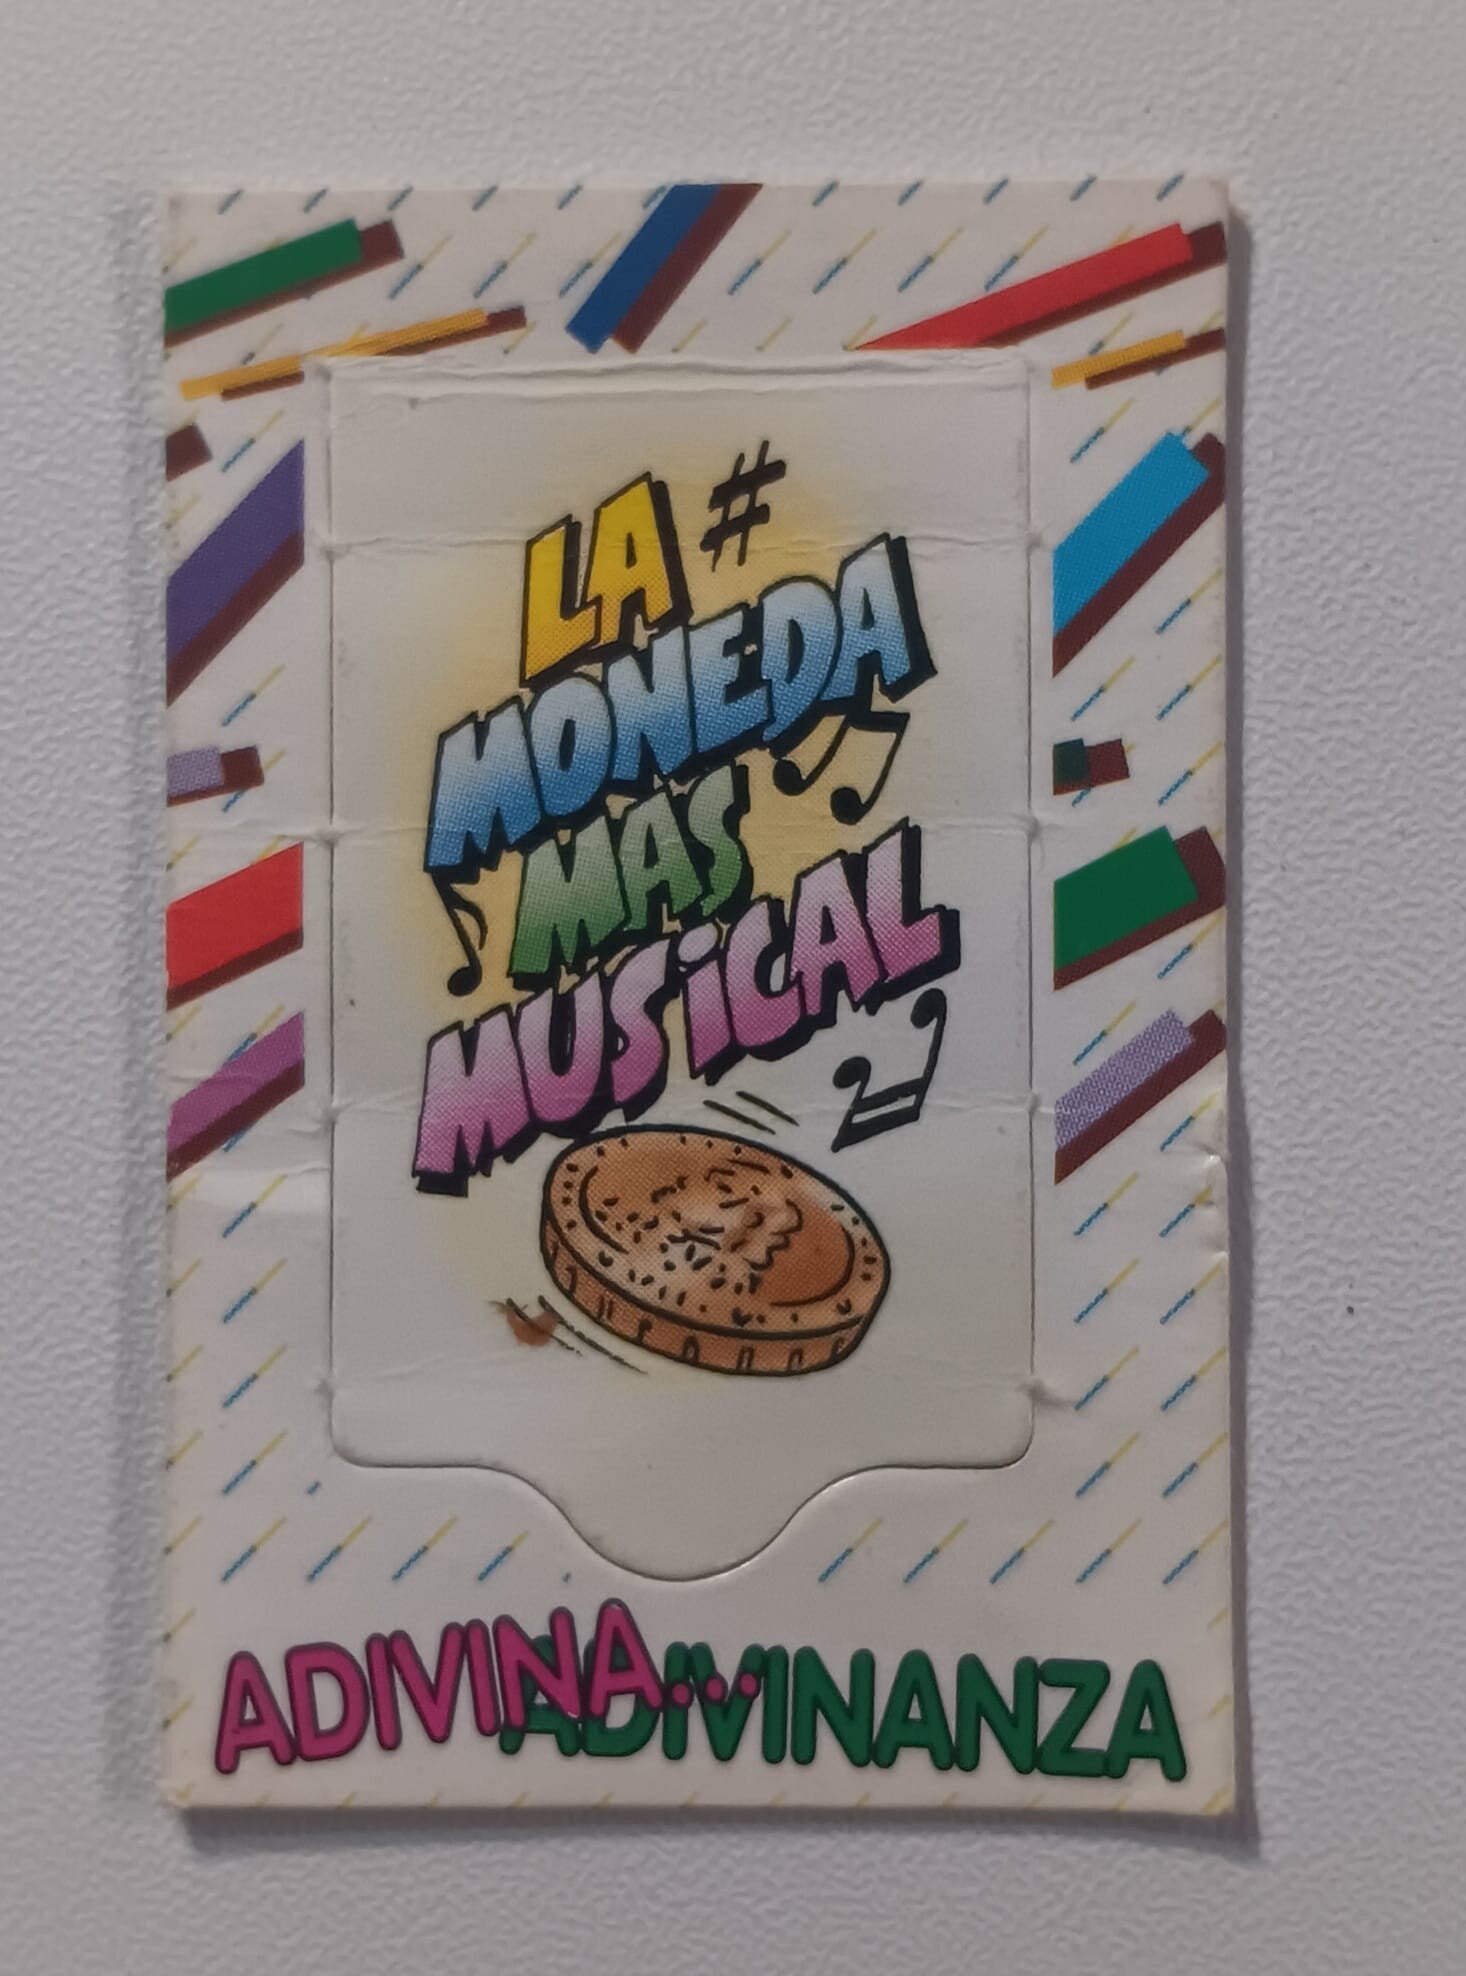 LA
MONEDA
MAS
MUSiCAL
ADIVINA...
ADIVINANZA